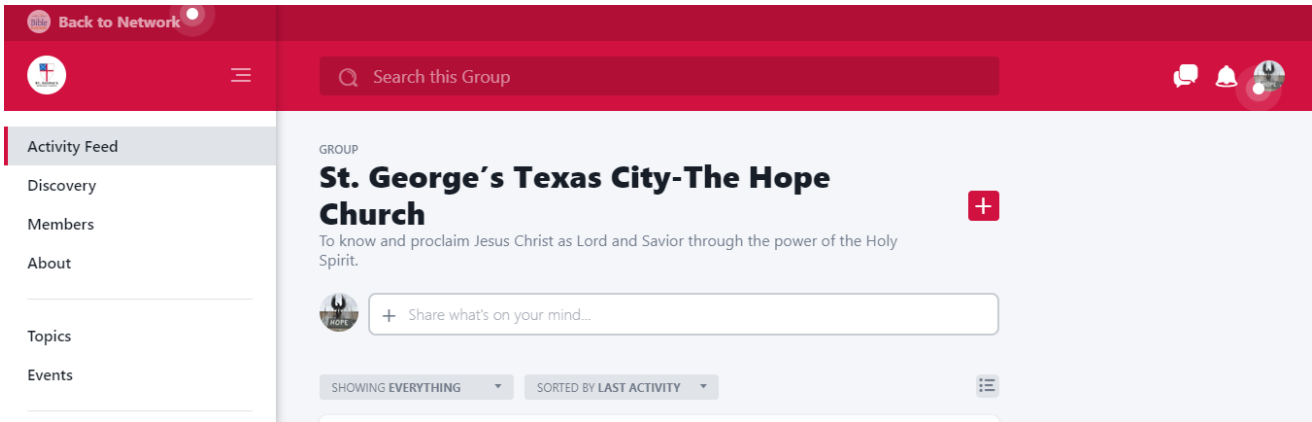 Bible
Back to Network
Search this Group
Activity Feed
Discovery
Members
About
Topics
Events
GROUP
St. George´s Texas City-The Hope
Church
To know and proclaim Jesus Christ as Lord and Savior through the power of the Holy
Spirit.
HOPE
+ Share what's on your mind...
SHOWING EVERYTHING
SORTED BY LAST ACTIVITY